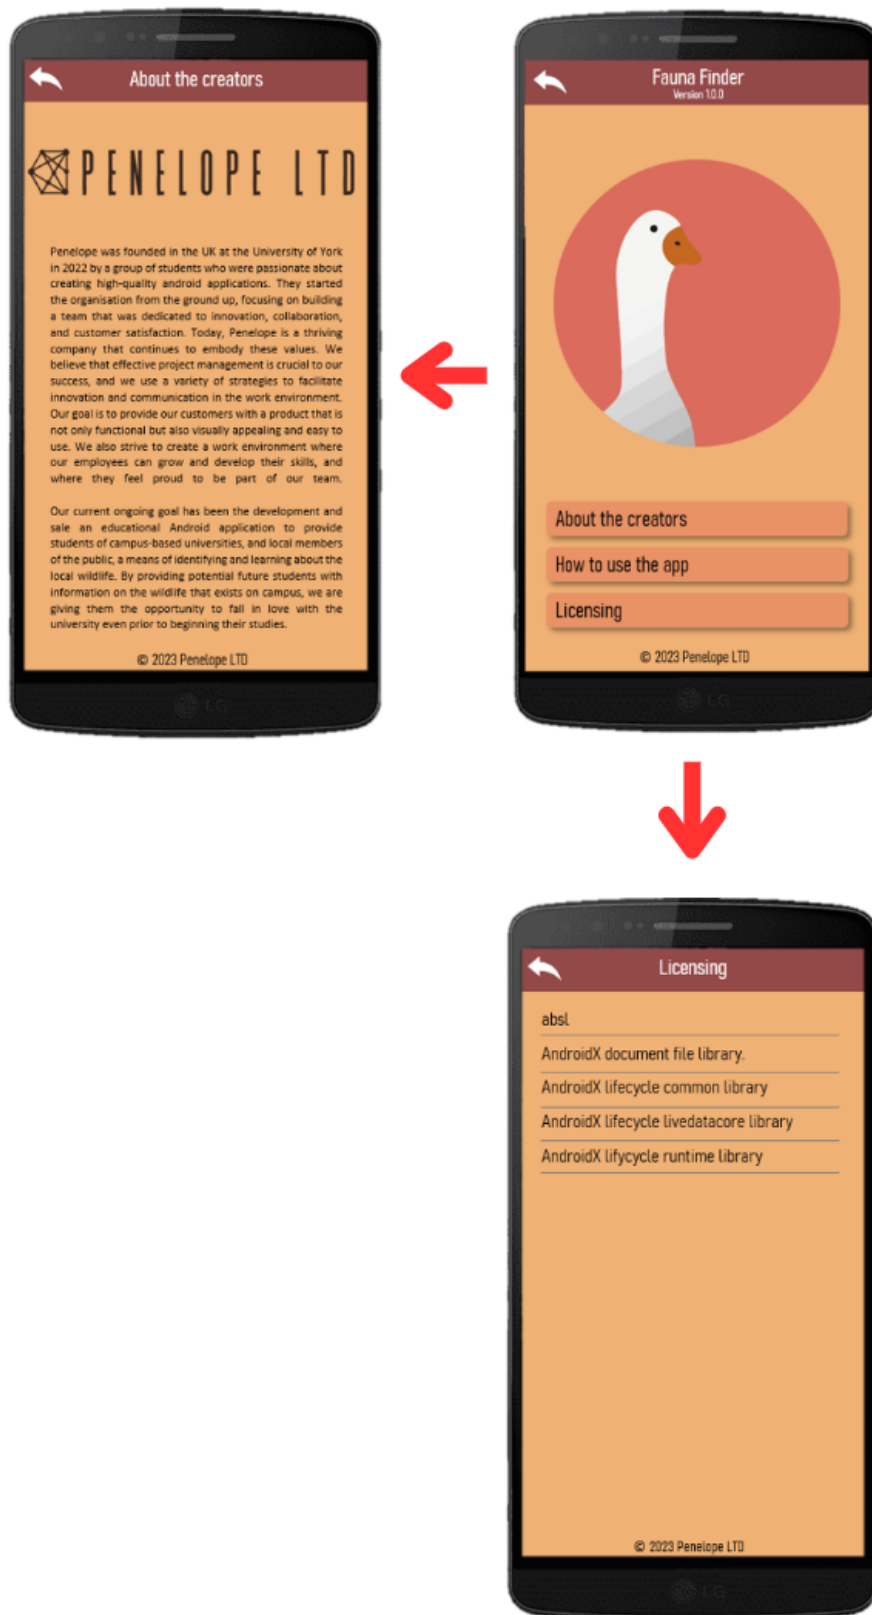 About the creators
PENELOPE LTD
Penelope was founded in the UK at the University of York
in 2022 by a group of students who were passionate about
creating high-quality android applications. They started
the organisation from the ground up, focusing on building
a team that was dedicated to innovation, collaboration,
and customer satisfaction. Today, Penelope is a thriving
company that continues to embody these values. We
believe that effective project management is crucial to our
success, and we use a variety of strategies to facilitate
innovation and communication in the work environment.
Our goal is to provide our customers with a product that is
not only functional but also visually appealing and easy to
use. We also strive to create a work environment where
our employees can grow and develop their skills, and
where they feel proud to be part of our team.
Our current ongoing goal has been the development and
sale an educational Android application to provide
students of campus-based universities, and local members
of the public, a means of identifying and learning about the
local wildlife. By providing potential future students with
information on the wildlife that exists on campus, we are
giving them the opportunity to fall in love with the
university even prior to beginning their studies.
© 2023 Penelope LTD
LG
Fauna Finder
Version 1.0.0
About the creators
How to use the app
Licensing
© 2023 Penelope LTD
LG
Licensing
absl
AndroidX document file library.
AndroidX lifecycle common library
AndroidX lifecycle livedatacore library
AndroidX lifycycle runtime library
© 2023 Penelope LTD
LG